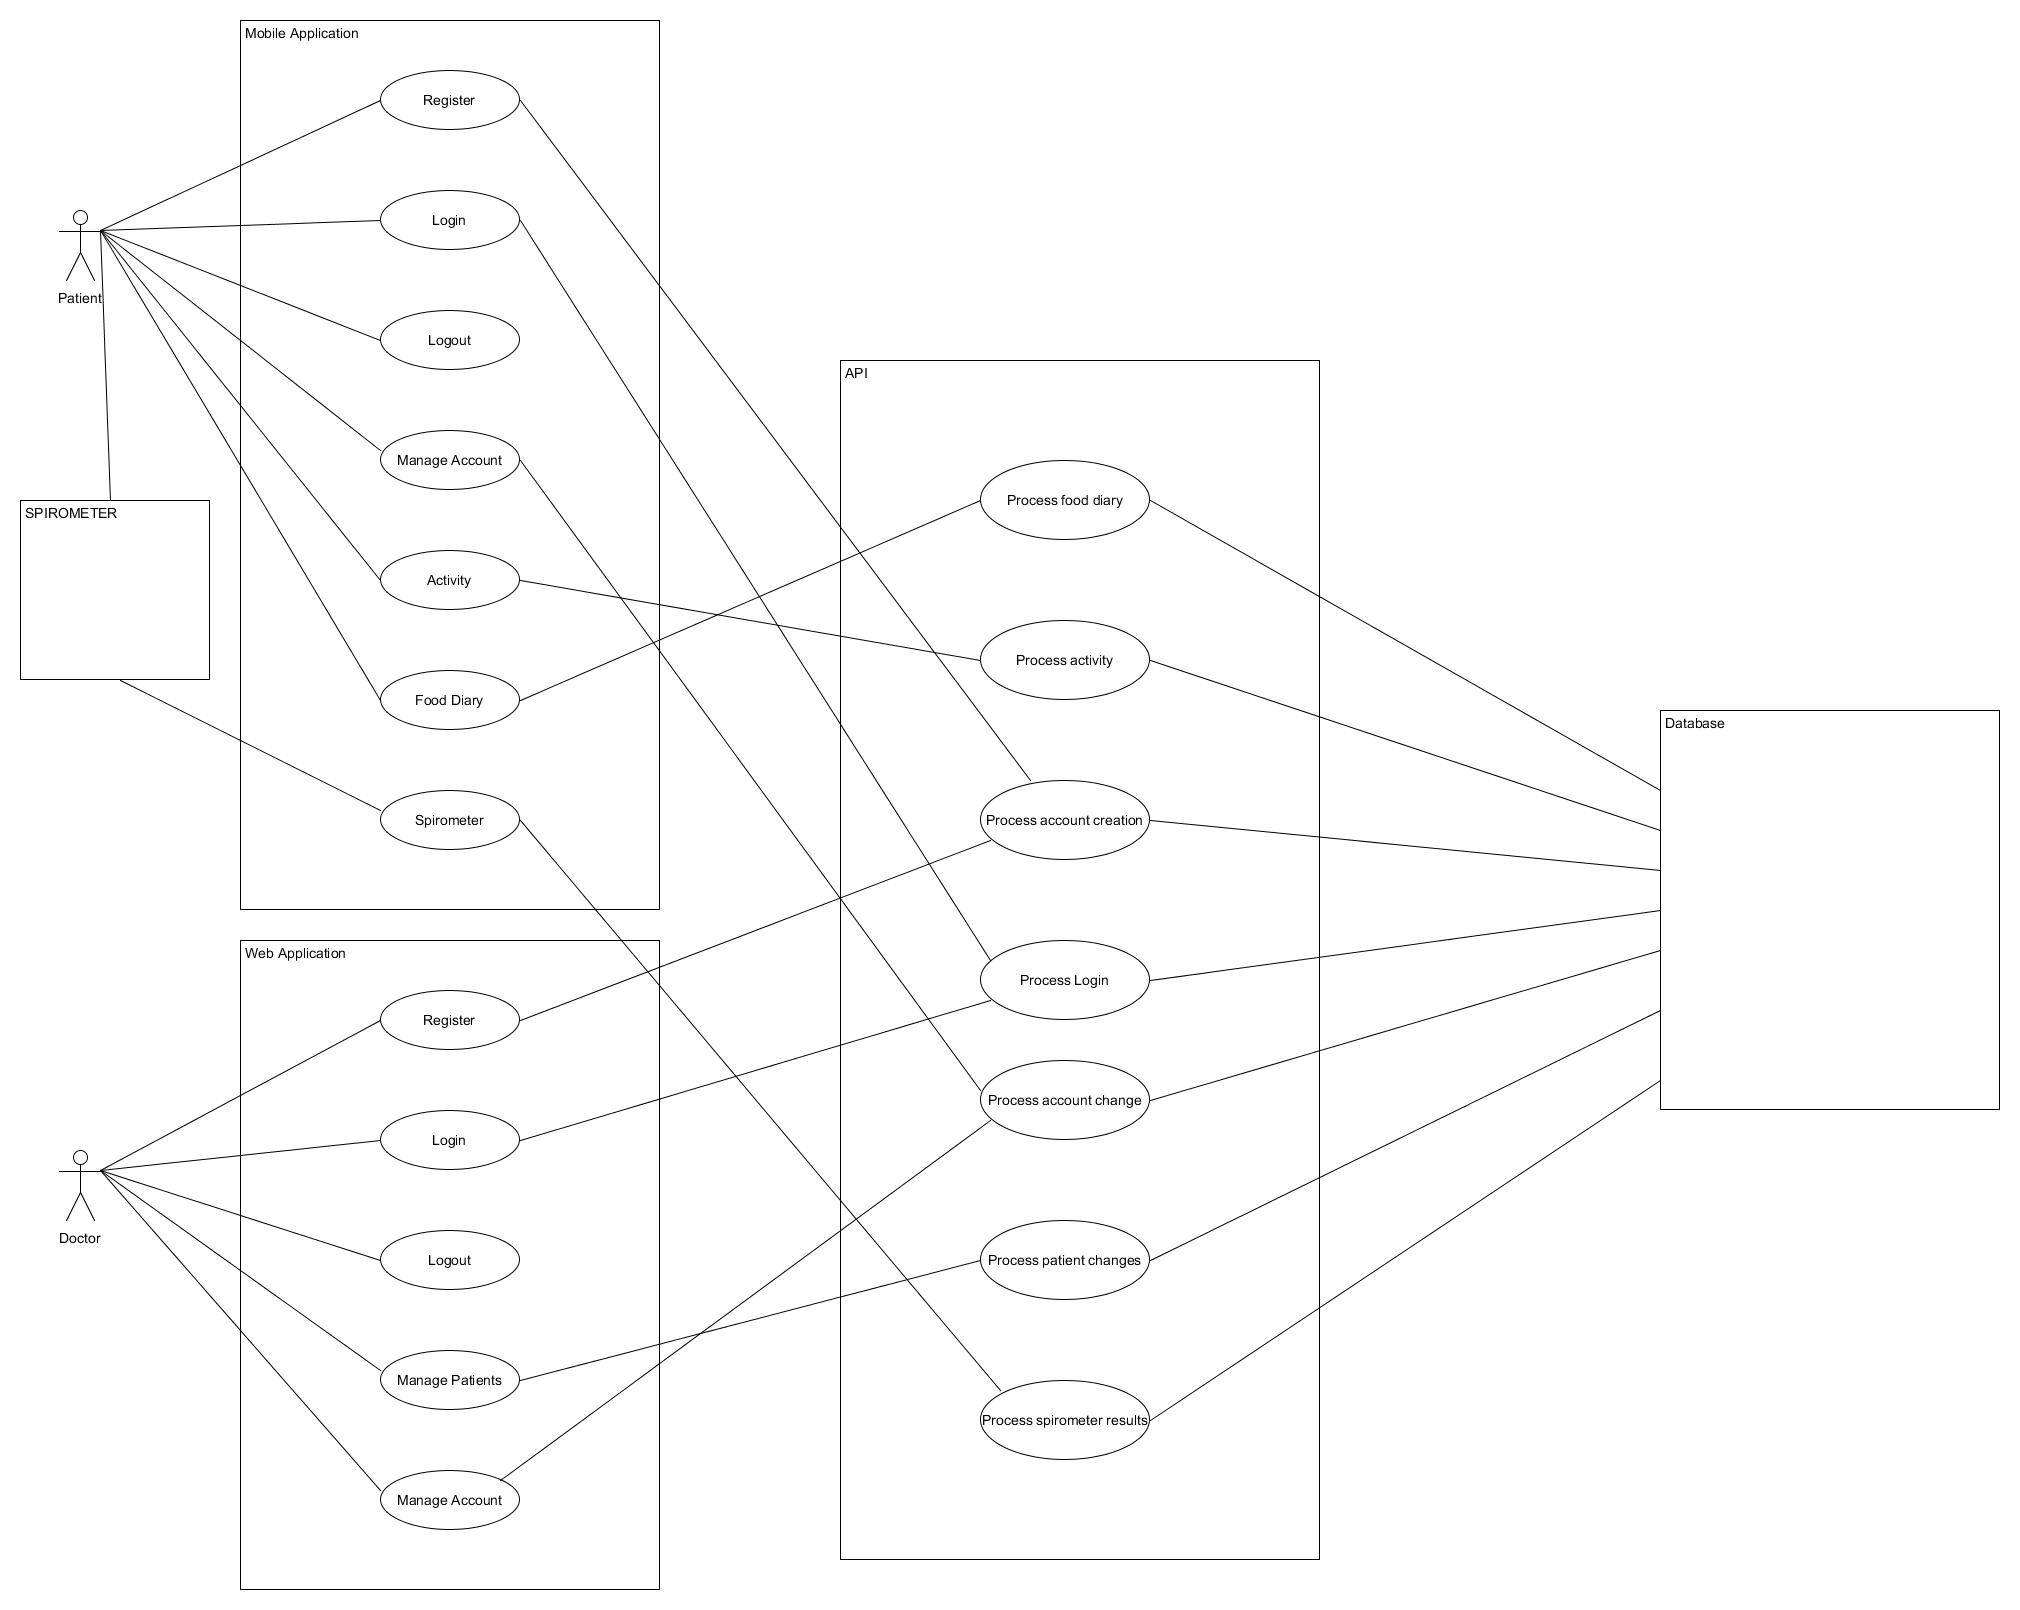 Mobile Application
Register
Login
Logout
Manage Account
Activity
Food Diary
Spirometer
Patient
SPIROMETER
Web Application
Register
Login
Logout
Manage Patients
Manage Account
Doctor
API
Process food diary
Process activity
Process account creation
Process Login
Process account change
Process patient changes
Process spirometer results
Database